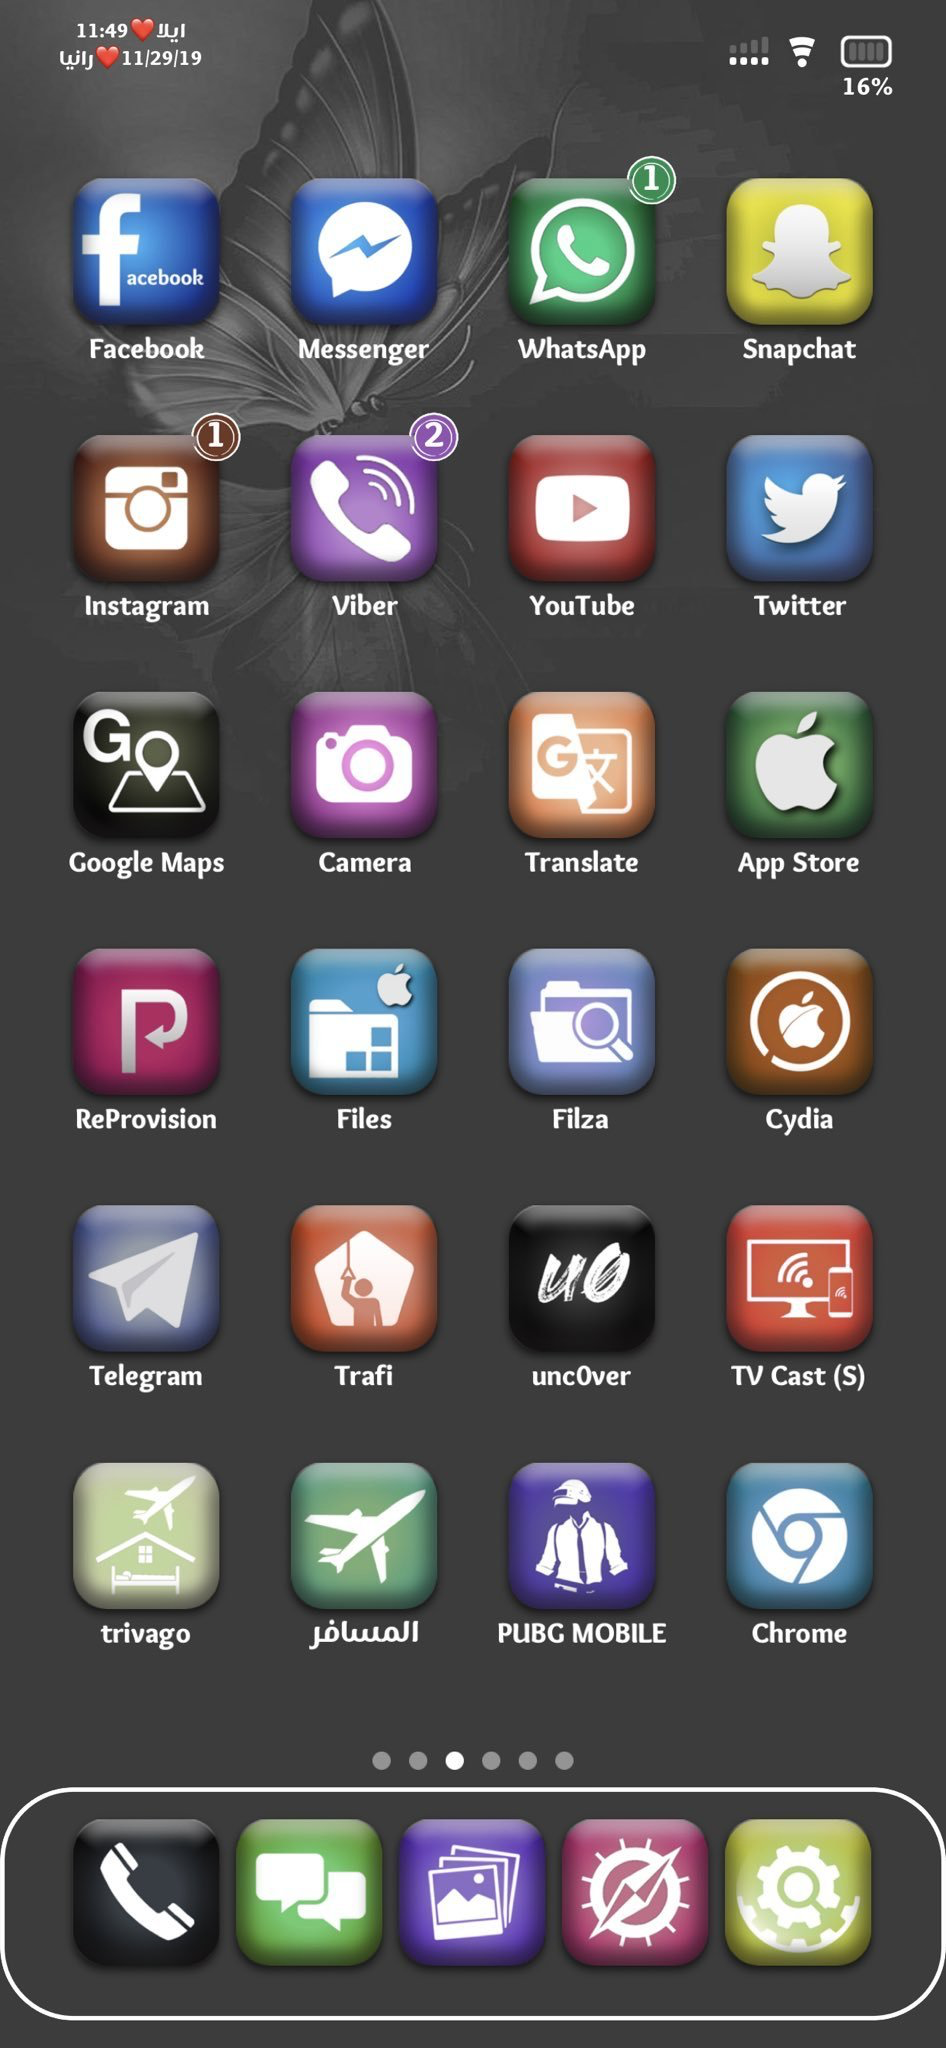 11:49❤️ايلا
رانيا❤️11/29/19
16%
1
acebook
Facebook
Messenger
WhatsApp
Snapchat
1
2
Instagram
Viber
YouTube
Twitter
G
G
文
Google Maps
Camera
Translate
App Store
ReProvision
Files
Filza
Cydia
u0
Telegram
Trafi
unc0ver
TV Cast (S)
trivago
المسافر
PUBG MOBILE
Chrome